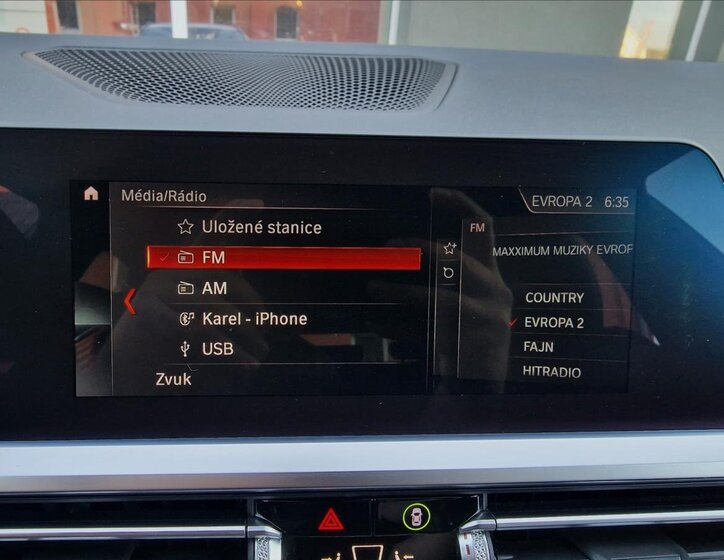 Média/Rádio
EVROPA 2 6:35
Uložené stanice
FM
AM
Karel - iPhone
USB
Zvuk
FM
MAXXIMUM MUZIKY EVROP
COUNTRY
EVROPA 2
FAJN
HITRADIO